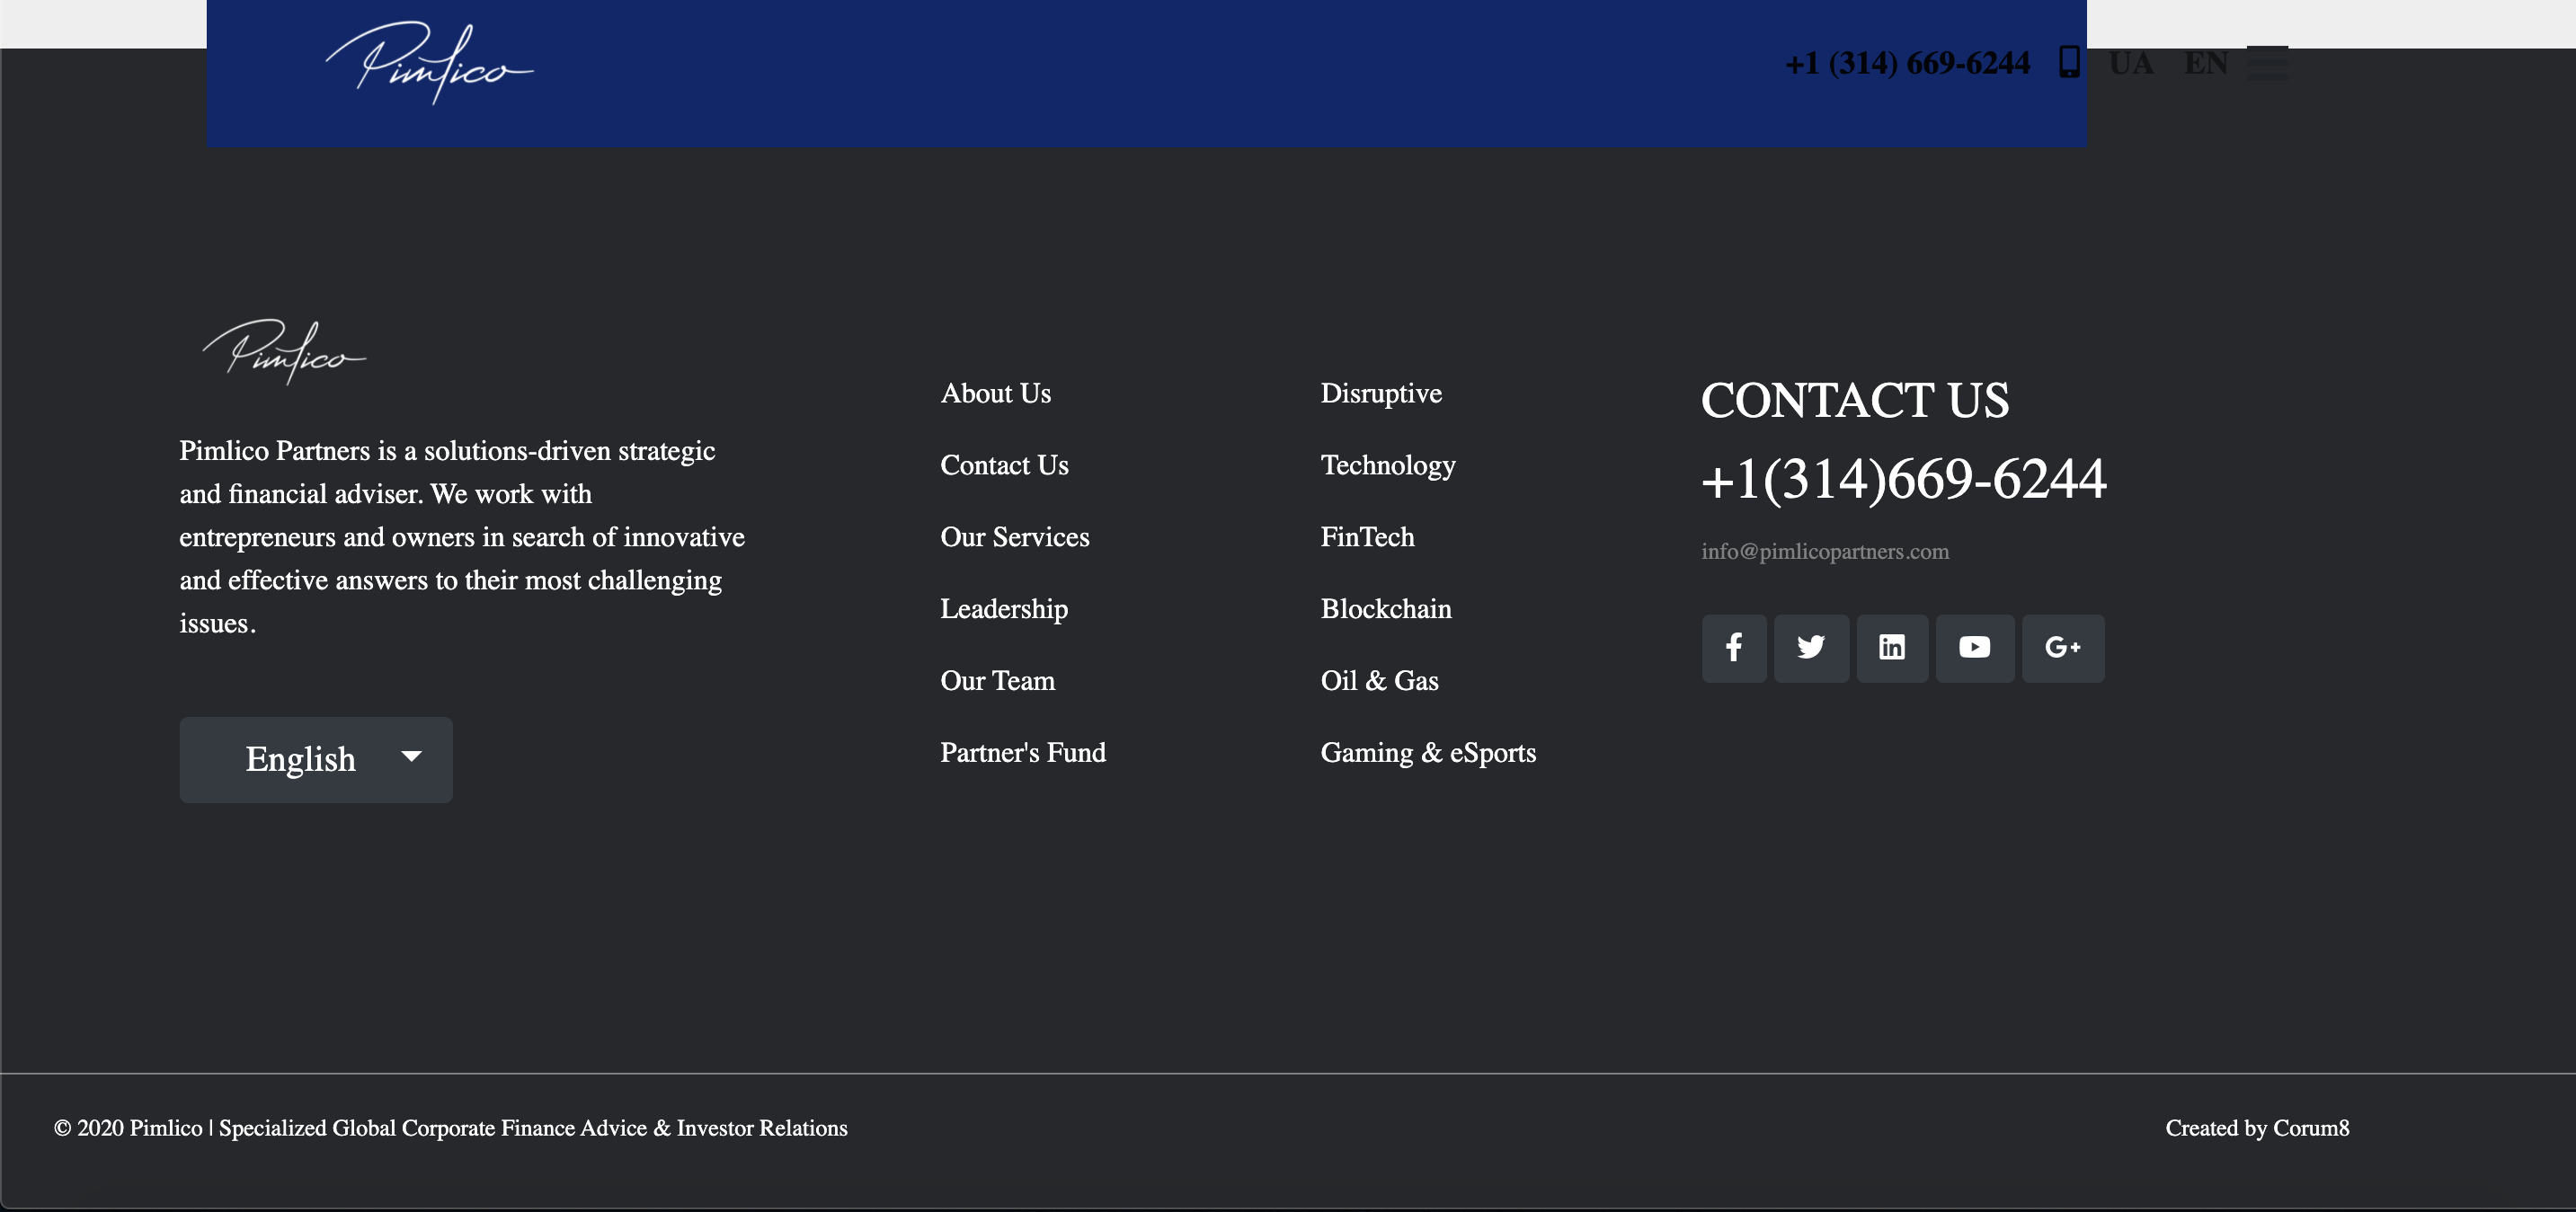 Pimlico
+1 (314) 669-6244 UA EN
Pimlico
Pimlico Partners is a solutions-driven strategic
and financial adviser. We work with
entrepreneurs and owners in search of innovative
and effective answers to their most challenging
issues.
English
About Us
Contact Us
Our Services
Leadership
Our Team
Partner's Fund
Disruptive
Technology
FinTech
Blockchain
Oil & Gas
Gaming & eSports
CONTACT US
+1(314)669-6244
info@pimlicopartners.com
© 2020 Pimlico | Specialized Global Corporate Finance Advice & Investor Relations
Created by Corum8